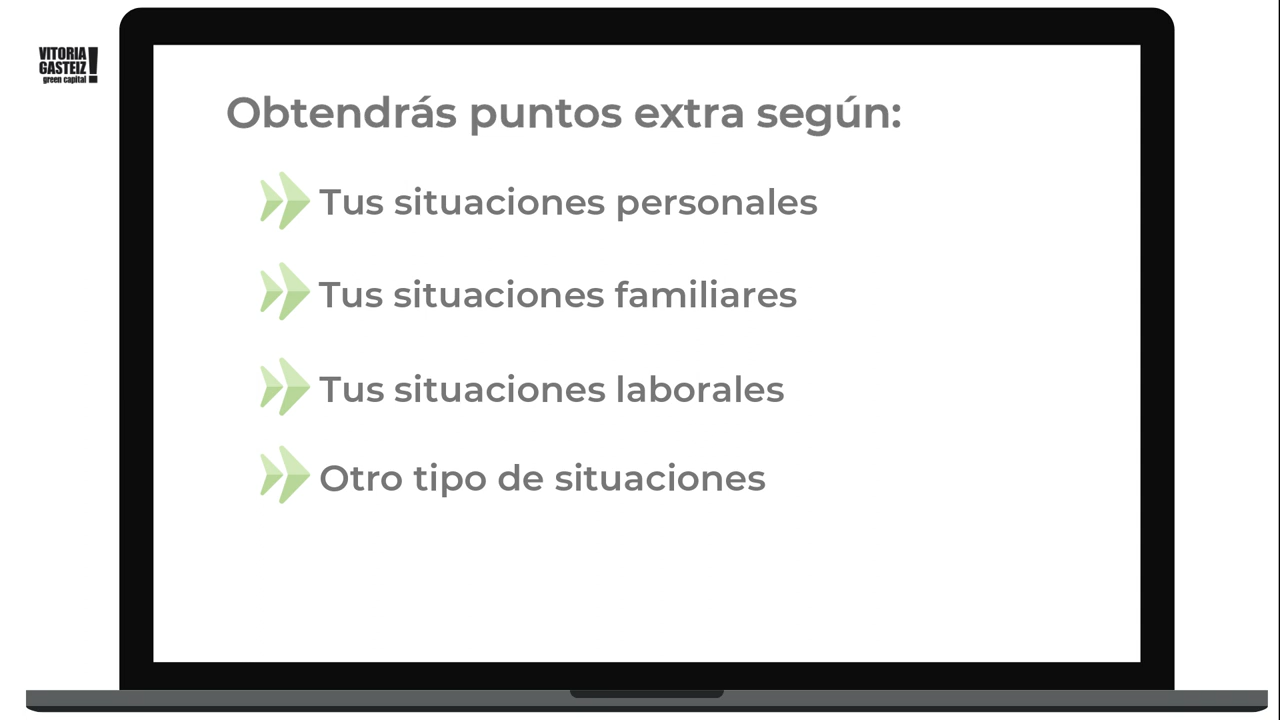 VITORIA
GASTEIZ!
green capital
Obtendrás puntos extra según:
Tus situaciones personales
Tus situaciones familiares
Tus situaciones laborales
Otro tipo de situaciones